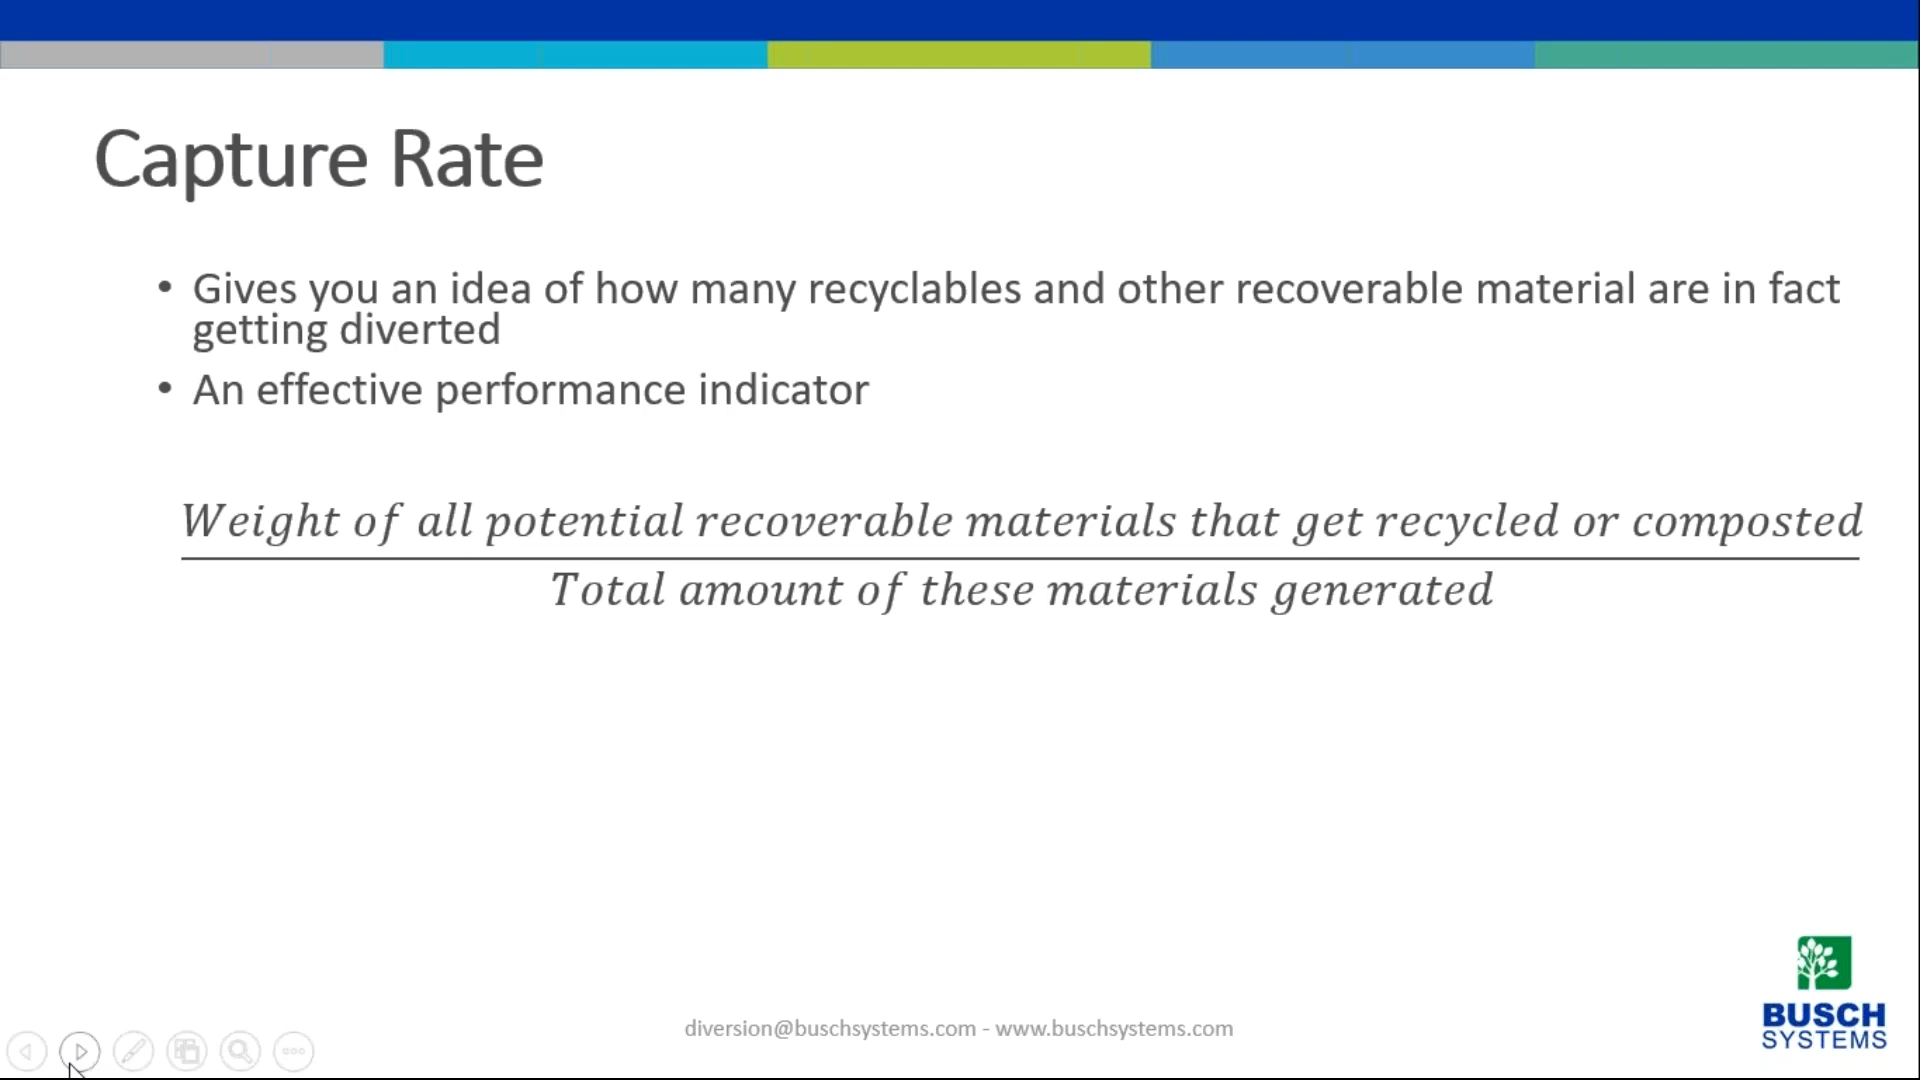 Capture Rate
• Gives you an idea of how many recyclables and other recoverable material are in fact
getting diverted
• An effective performance indicator
Weight of all potential recoverable materials that get recycled or composted
Total amount of these materials generated
diversion@buschsystems.com - www.buschsystems.com
BUSCH
SYSTEMS